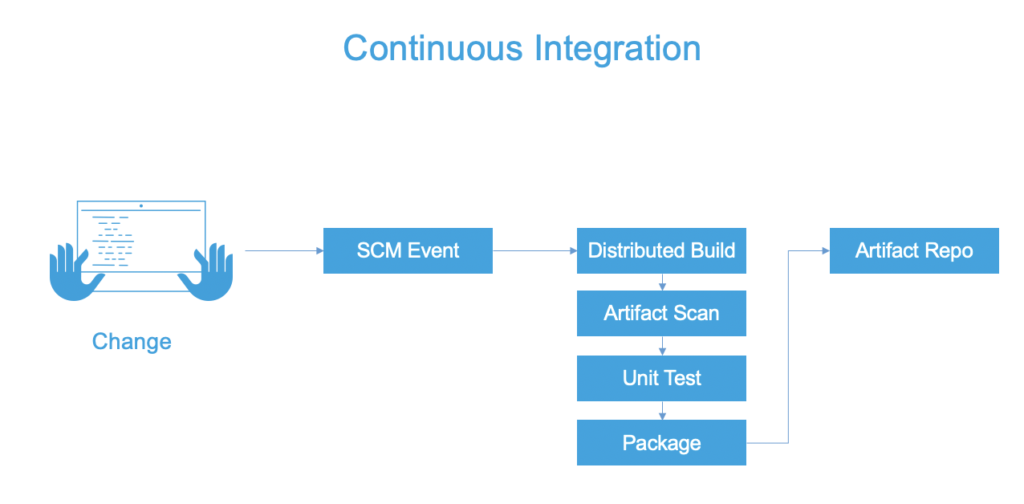 Continuous Integration
Change
SCM Event
Distributed Build
Artifact Scan
Unit Test
Package
Artifact Repo